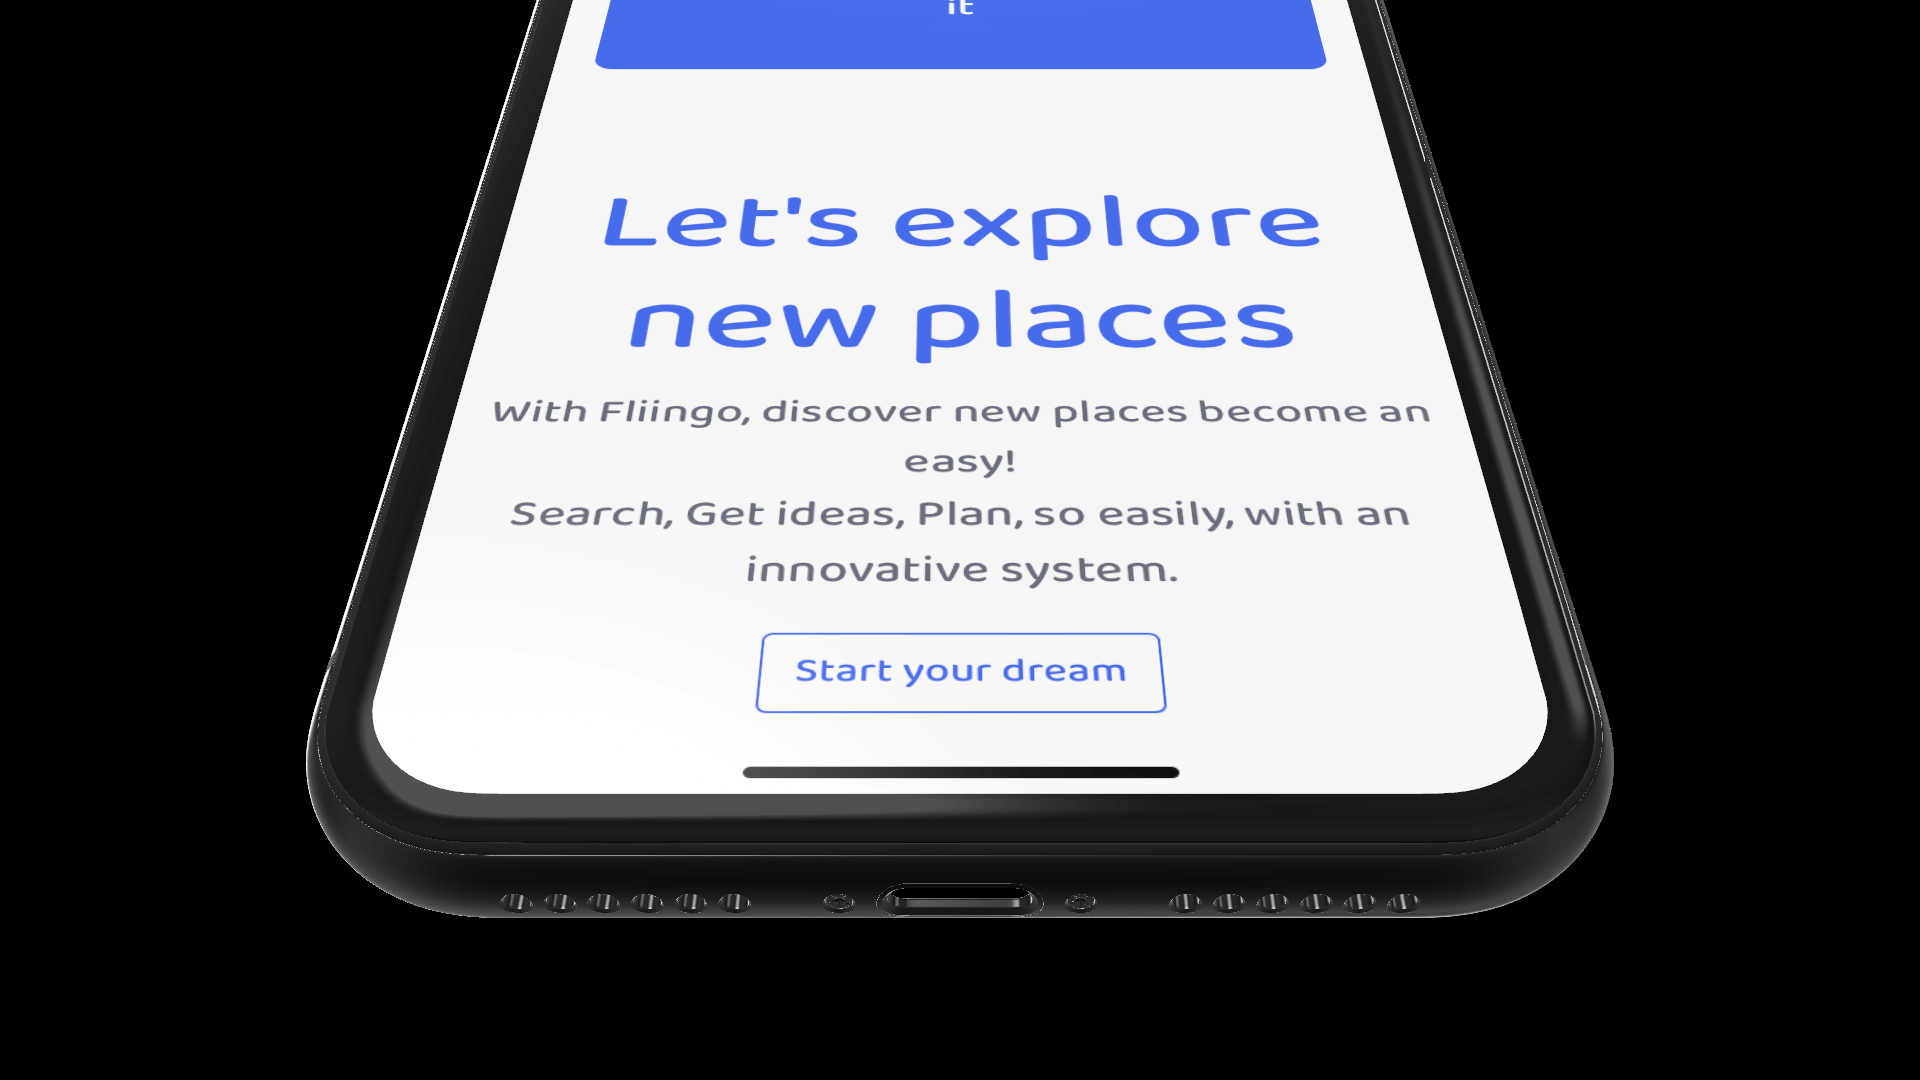 it
Let's explore
new places
With Fliingo, discover new places become an
easy!
Search, Get ideas, Plan, so easily, with an
innovative system.
Start your dream